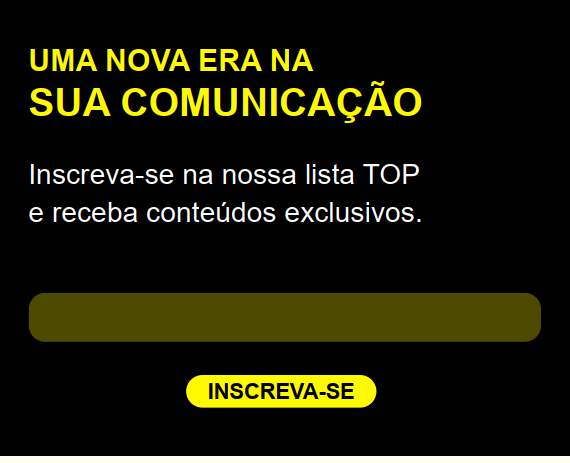 UMA NOVA ERA NA
SUA COMUNICAÇÃO
Inscreva-se na nossa lista TOP
e receba conteúdos exclusivos.
INSCREVA-SE